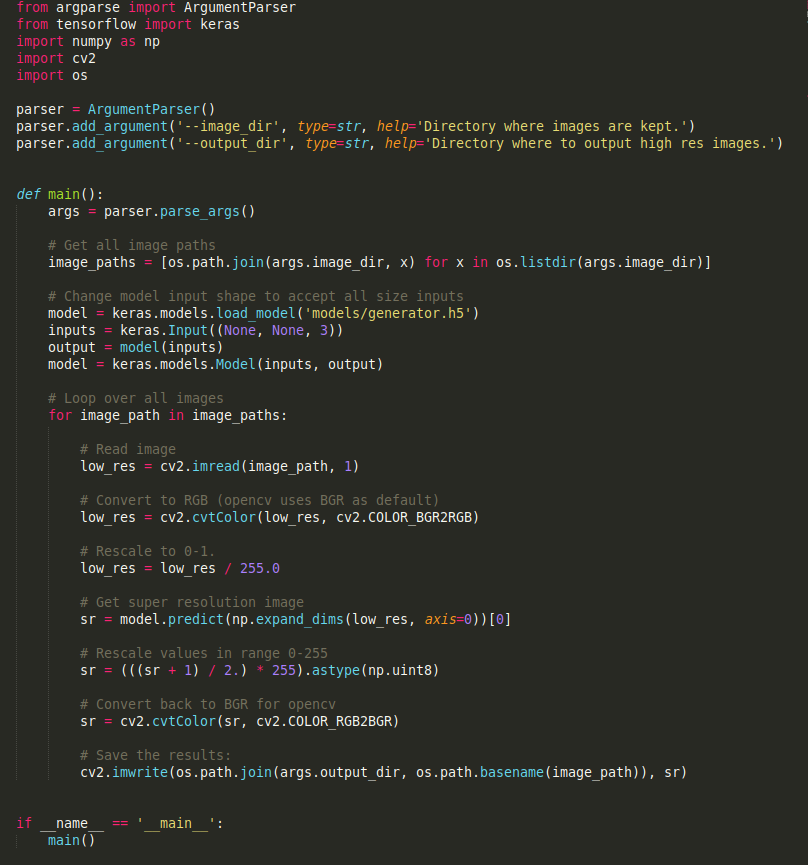 from argparse import ArgumentParser
from tensorflow import keras
import numpy as np
import cv2
import os

parser = ArgumentParser()
parser.add_argument('--image_dir', type=str, help='Directory where images are kept.')
parser.add_argument('--output_dir', type=str, help='Directory where to output high res images.')


def main():
    args = parser.parse_args()

    # Get all image paths
    image_paths = [os.path.join(args.image_dir, x) for x in os.listdir(args.image_dir)]

    # Change model input shape to accept all size inputs
    model = keras.models.load_model('models/generator.h5')
    inputs = keras.Input((None, None, 3))
    output = model(inputs)
    model = keras.models.Model(inputs, output)

    # Loop over all images
    for image_path in image_paths:

        # Read image
        low_res = cv2.imread(image_path, 1)

        # Convert to RGB (opencv uses BGR as default)
        low_res = cv2.cvtColor(low_res, cv2.COLOR_BGR2RGB)

        # Rescale to 0-1.
        low_res = low_res / 255.0

        # Get super resolution image
        sr = model.predict(np.expand_dims(low_res, axis=0))[0]

        # Rescale values in range 0-255
        sr = (((sr + 1) / 2.) * 255).astype(np.uint8)

        # Convert back to BGR for opencv
        sr = cv2.cvtColor(sr, cv2.COLOR_RGB2BGR)

        # Save the results:
        cv2.imwrite(os.path.join(args.output_dir, os.path.basename(image_path)), sr)


if __name__ == '__main__':
    main()